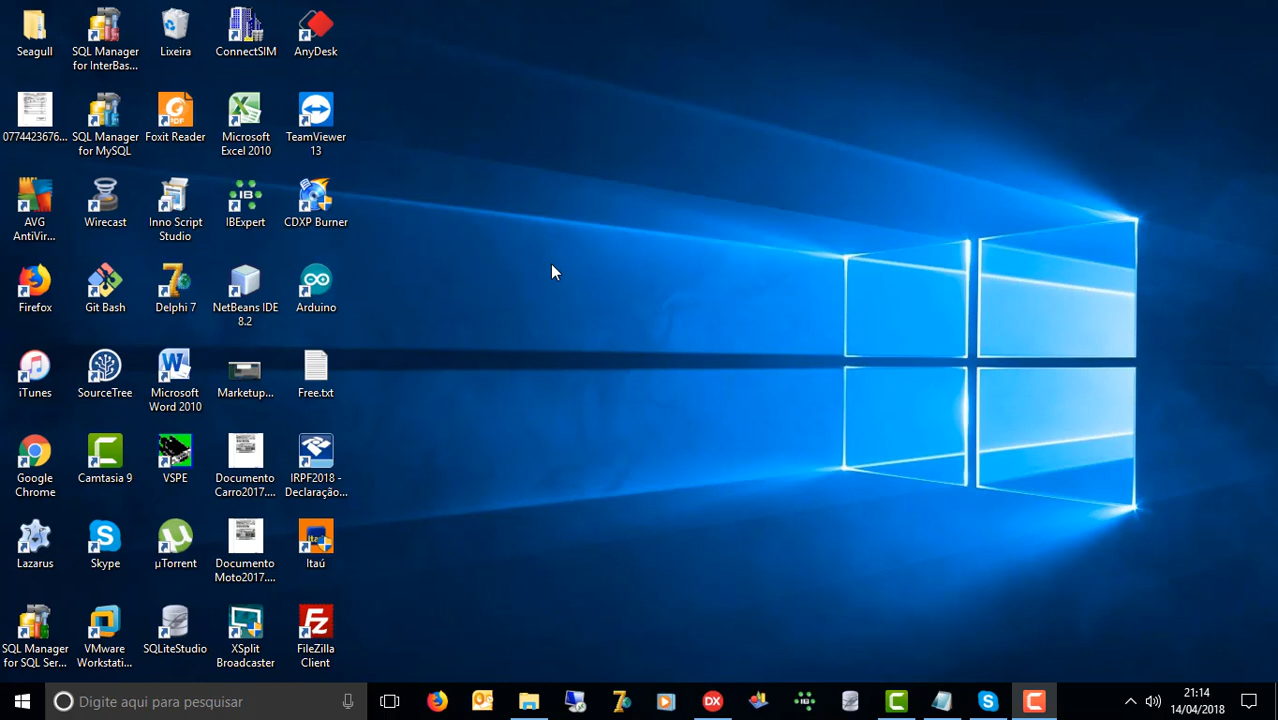 Seagull
SQL Manager
for InterBas...
Lixeira
ConnectSIM
AnyDesk
0774423676...
SQL Manager
for MySQL
Foxit Reader
Microsoft
Excel 2010
TeamViewer
13
AVG
AntiVir...
Wirecast
Inno Script
Studio
IBExpert
CDXP Burner
Firefox
Git Bash
Delphi 7
NetBeans IDE
8.2
Arduino
iTunes
SourceTree
Microsoft
Word 2010
Marketup...
Free.txt
Google
Chrome
Camtasia 9
VSPE
Documento
Carro2017....
IRPF2018 -
Declaração...
Lazarus
Skype
µTorrent
Documento
Moto2017....
Itaú
SQL Manager
for SQL Ser...
VMware
Workstati...
SQLiteStudio
XSplit
Broadcaster
FileZilla
Client
Digite aqui para pesquisar
21:14
14/04/2018